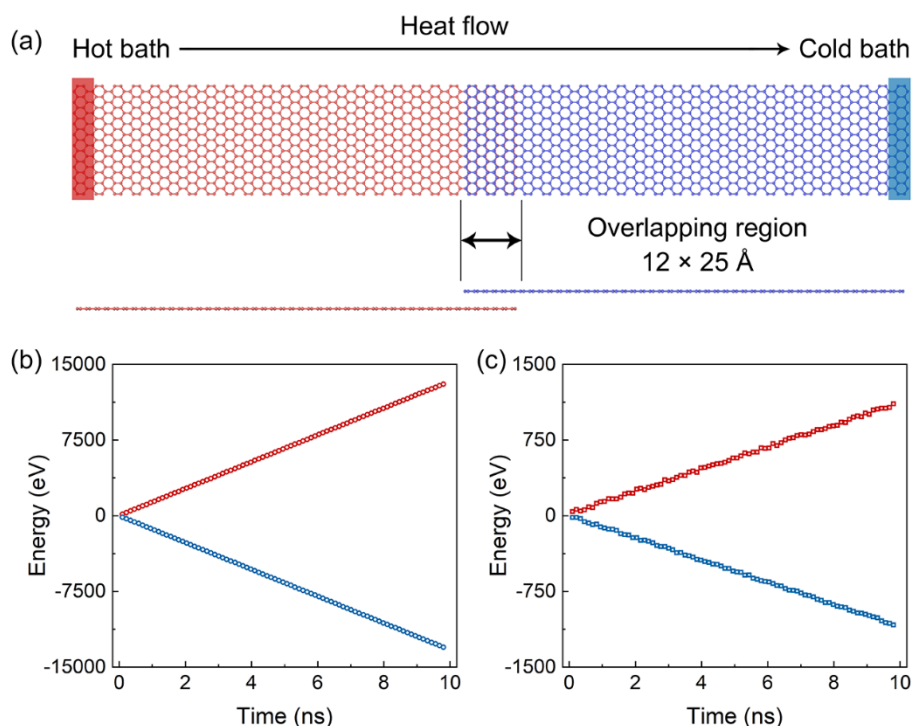 (a)
Heat flow
Hot bath
Cold bath
Overlapping region
12 × 25 Å
(b)
15000
7500
0
-7500
-15000
Energy (eV)
0 2 4 6 8 10
Time (ns)
(c)
1500
750
0
-750
-1500
Energy (eV)
0 2 4 6 8 10
Time (ns)